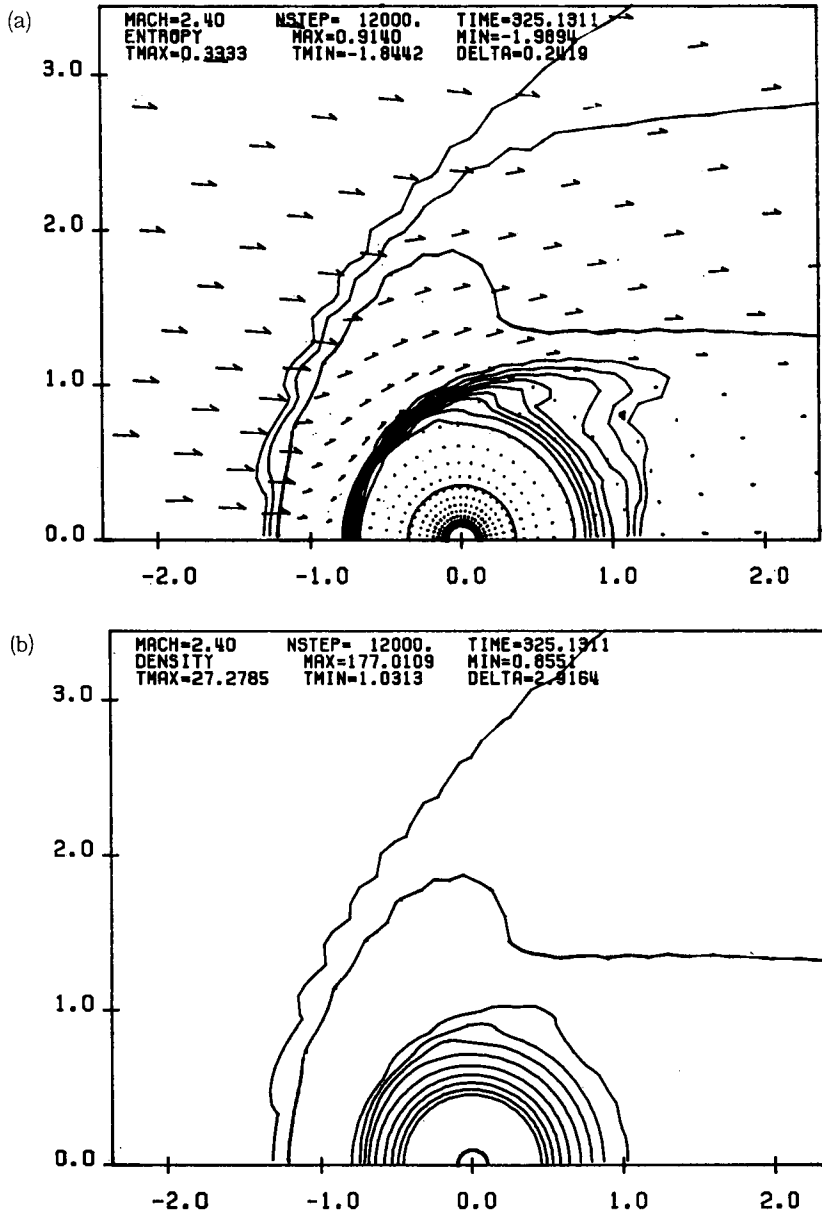 (a)
MACH=2.40 NSTEP= 12000. TIME=325.1311
ENTROPY MAX=0.9140 MIN=-1.9894
TMAX=0.3333 TMIN=-1.8442 DELTA=0.2419
3.0
2.0
1.0
0.0
-2.0 -1.0 0.0 1.0 2.0
(b)
MACH=2.40 NSTEP= 12000. TIME=325.1311
DENSITY MAX=177.0109 MIN=0.8551
TMAX=27.2785 TMIN=1.0313 DELTA=2.9164
3.0
2.0
1.0
0.0
-2.0 -1.0 0.0 1.0 2.0